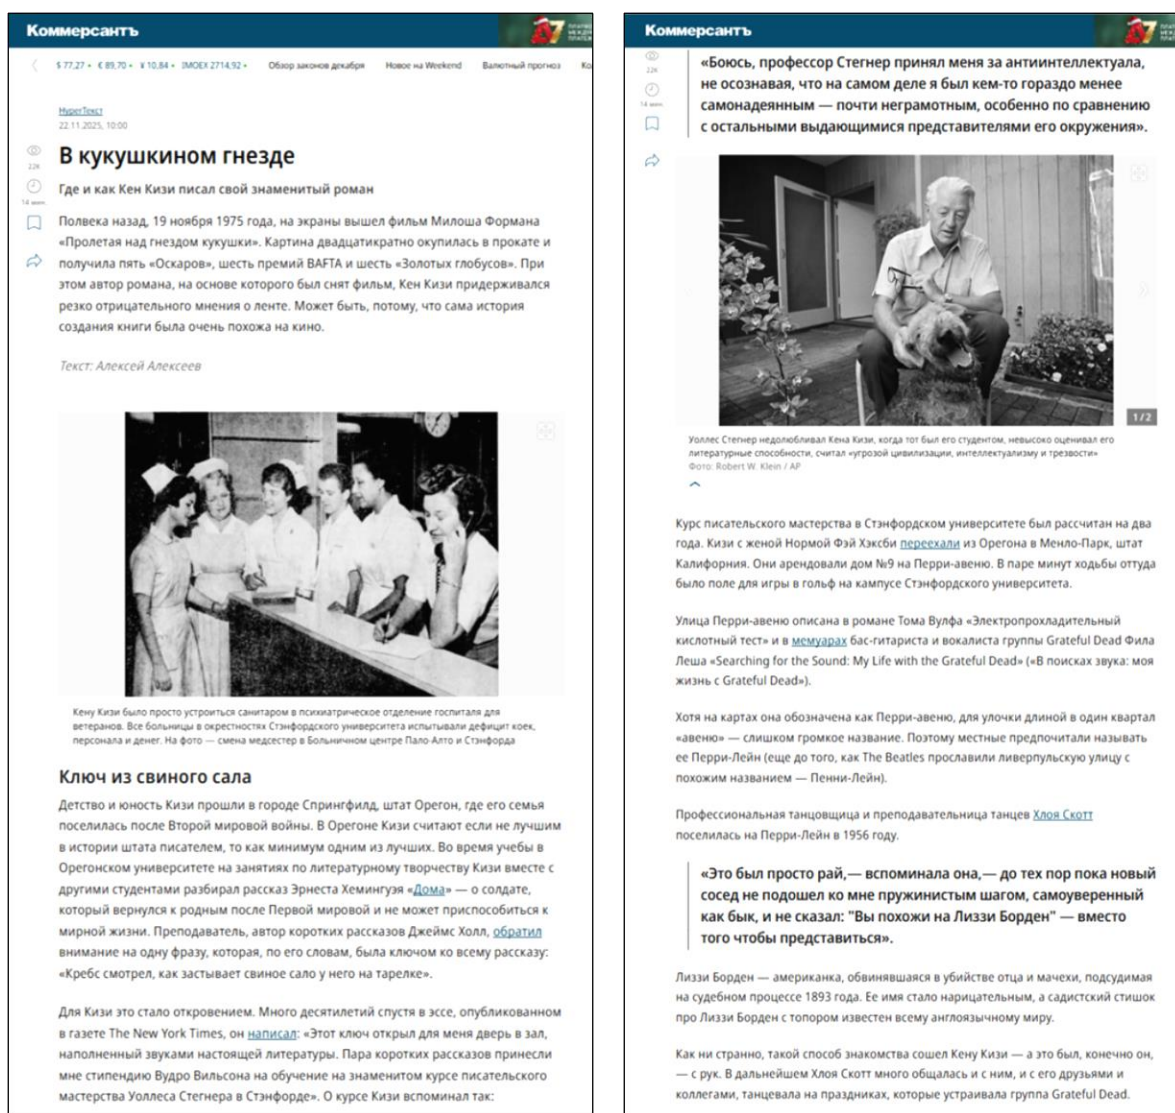 Коммерсантъ
$ 77,27 • € 89,70 • ¥ 10,84 • IMOEX 2714,92 • Обзор законов декабря Новое на Weekend Валютный прогноз
HyperТекст
22.11.2025, 10:00
В кукушкином гнезде
22K
Где и как Кен Кизи писал свой знаменитый роман
14 мин.
Полвека назад, 19 ноября 1975 года, на экраны вышел фильм Милоша Формана
«Пролетая над гнездом кукушки». Картина двадцатикратно окупилась в прокате и
получила пять «Оскаров», шесть премий BAFTA и шесть «Золотых глобусов». При
этом автор романа, на основе которого был снят фильм, Кен Кизи придерживался
резко отрицательного мнения о ленте. Может быть, потому, что сама история
создания книги была очень похожа на кино.
Текст: Алексей Алексеев
Кену Кизи было просто устроиться санитаром в психиатрическое отделение госпиталя для
ветеранов. Все больницы в окрестностях Стэнфордского университета испытывали дефицит коек,
персонала и денег. На фото — смена медсестер в Больничном центре Пало-Алто и Стэнфорда
Ключ из свиного сала
Детство и юность Кизи прошли в городе Спрингфилд, штат Орегон, где его семья
поселилась после Второй мировой войны. В Орегоне Кизи считают если не лучшим
в истории штата писателем, то как минимум одним из лучших. Во время учебы в
Орегонском университете на занятиях по литературному творчеству Кизи вместе с
другими студентами разбирал рассказ Эрнеста Хемингуэя «Дома» — о солдате,
который вернулся к родным после Первой мировой и не может приспособиться к
мирной жизни. Преподаватель, автор коротких рассказов Джеймс Холл, обратил
внимание на одну фразу, которая, по его словам, была ключом ко всему рассказу:
«Кребс смотрел, как застывает свиное сало у него на тарелке».
Для Кизи это стало откровением. Много десятилетий спустя в эссе, опубликованном
в газете The New York Times, он написал: «Этот ключ открыл для меня дверь в зал,
наполненный звуками настоящей литературы. Пара коротких рассказов принесли
мне стипендию Вудро Вильсона на обучение на знаменитом курсе писательского
мастерства Уоллеса Стегнера в Стэнфорде». О курсе Кизи вспоминал так:
Коммерсантъ
22K
14 мин.
«Боюсь, профессор Стегнер принял меня за антиинтеллектуала,
не осознавая, что на самом деле я был кем-то гораздо менее
самонадеянным — почти неграмотным, особенно по сравнению
с остальными выдающимися представителями его окружения».
1/2
Уоллес Стегнер недолюбливал Кена Кизи, когда тот был его студентом, невысоко оценивал его
литературные способности, считал «угрозой цивилизации, интеллектуализму и трезвости»
Фото: Robert W. Klein / AP
Курс писательского мастерства в Стэнфордском университете был рассчитан на два
года. Кизи с женой Нормой Фэй Хэксби переехали из Орегона в Менло-Парк, штат
Калифорния. Они арендовали дом №9 на Перри-авеню. В паре минут ходьбы оттуда
было поле для игры в гольф на кампусе Стэнфордского университета.
Улица Перри-авеню описана в романе Тома Вулфа «Электропрохладительный
кислотный тест» и в мемуарах бас-гитариста и вокалиста группы Grateful Dead Фила
Леша «Searching for the Sound: My Life with the Grateful Dead» («В поисках звука: моя
жизнь с Grateful Dead»).
Хотя на картах она обозначена как Перри-авеню, для улочки длиной в один квартал
«авеню» — слишком громкое название. Поэтому местные предпочитали называть
ее Перри-Лейн (еще до того, как The Beatles прославили ливерпульскую улицу с
похожим названием — Пенни-Лейн).
Профессиональная танцовщица и преподавательница танцев Хлоя Скотт
поселилась на Перри-Лейн в 1956 году.
«Это был просто рай,— вспоминала она,— до тех пор пока новый
сосед не подошел ко мне пружинистым шагом, самоуверенный
как бык, и не сказал: "Вы похожи на Лиззи Борден" — вместо
того чтобы представиться».
Лиззи Борден — американка, обвинявшаяся в убийстве отца и мачехи, подсудимая
на судебном процессе 1893 года. Ее имя стало нарицательным, а садистский стишок
про Лиззи Борден с топором известен всему англоязычному миру.
Как ни странно, такой способ знакомства сошел Кену Кизи — а это был, конечно он,
— с рук. В дальнейшем Хлоя Скотт много общалась и с ним, и с его друзьями и
коллегами, танцевала на праздниках, которые устраивала группа Grateful Dead.